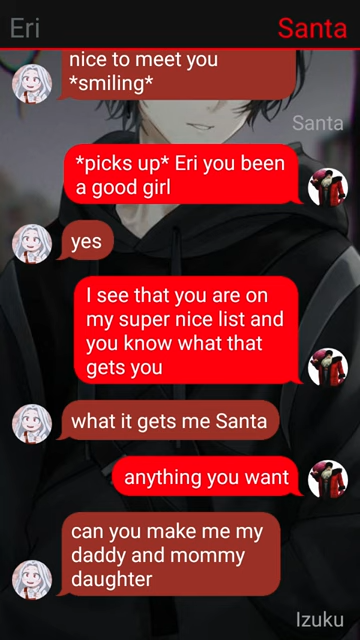 Eri Santa
nice to meet you
*smiling*
Santa
*picks up* Eri you been
a good girl
yes
I see that you are on
my super nice list and
you know what that
gets you
what it gets me Santa
anything you want
can you make me my
daddy and mommy
daughter
Izuku